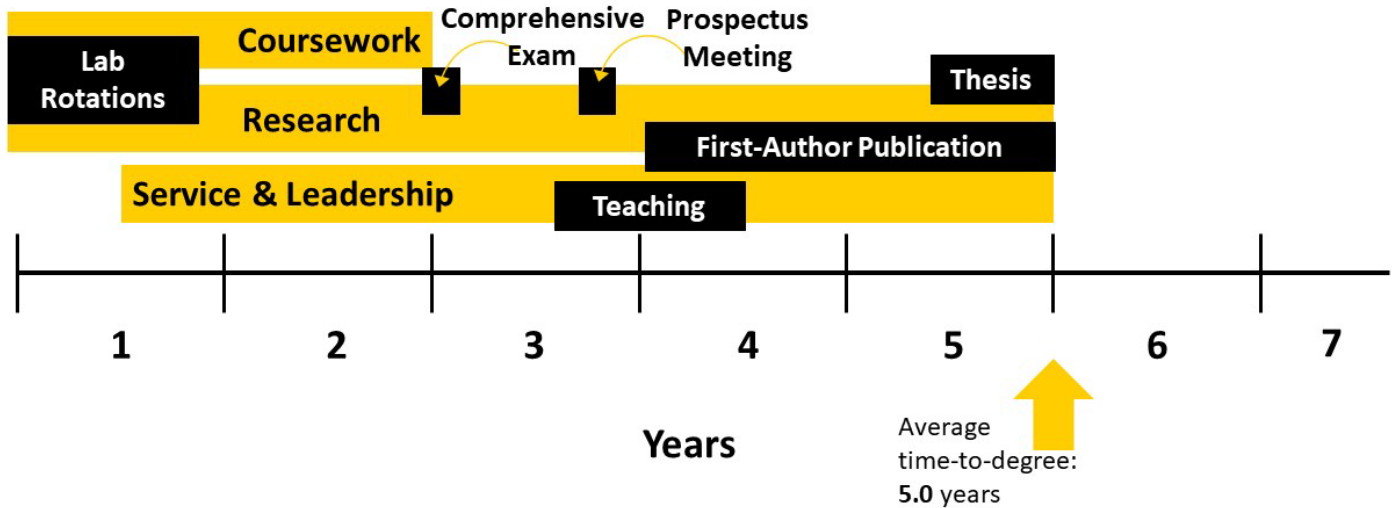 Coursework
Comprehensive
Exam
Prospectus
Meeting
Lab
Rotations
Thesis
Research
First-Author Publication
Service & Leadership
Teaching
1
2
3
4
5
6
7
Years
Average
time-to-degree:
5.0 years